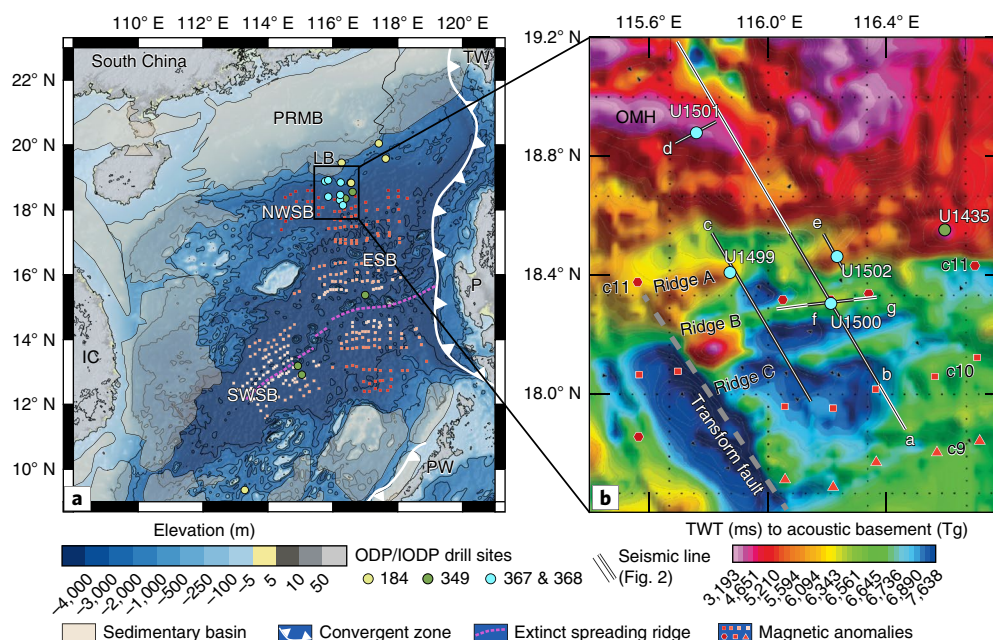 110° E 112° E 114° E 116° E 118° E 120° E
22° N
20° N
18° N
16° N
14° N
12° N
10° N
South China
TW
PRMB
LB
NWSB
ESB
P
IC
SWSB
PW
a
115.6° E 116.0° E 116.4° E
19.2° N
18.8° N
18.4° N
18.0° N
OMH
U1501
d
U1435
c
e
U1499
U1502
c11
c11
Ridge A
g
f
U1500
Ridge B
Ridge C
b
c10
Transform fault
a
c9
b
Elevation (m)
–4,000
–3,000
–2,000
–1,000
–500
–250
–100
–5
5
10
50
ODP/IODP drill sites
184 349 367 & 368
Seismic line
(Fig. 2)
TWT (ms) to acoustic basement (Tg)
3,193
4,651
5,210
5,594
6,094
6,343
6,561
6,645
6,736
6,890
7,638
Sedimentary basin Convergent zone Extinct spreading ridge Magnetic anomalies